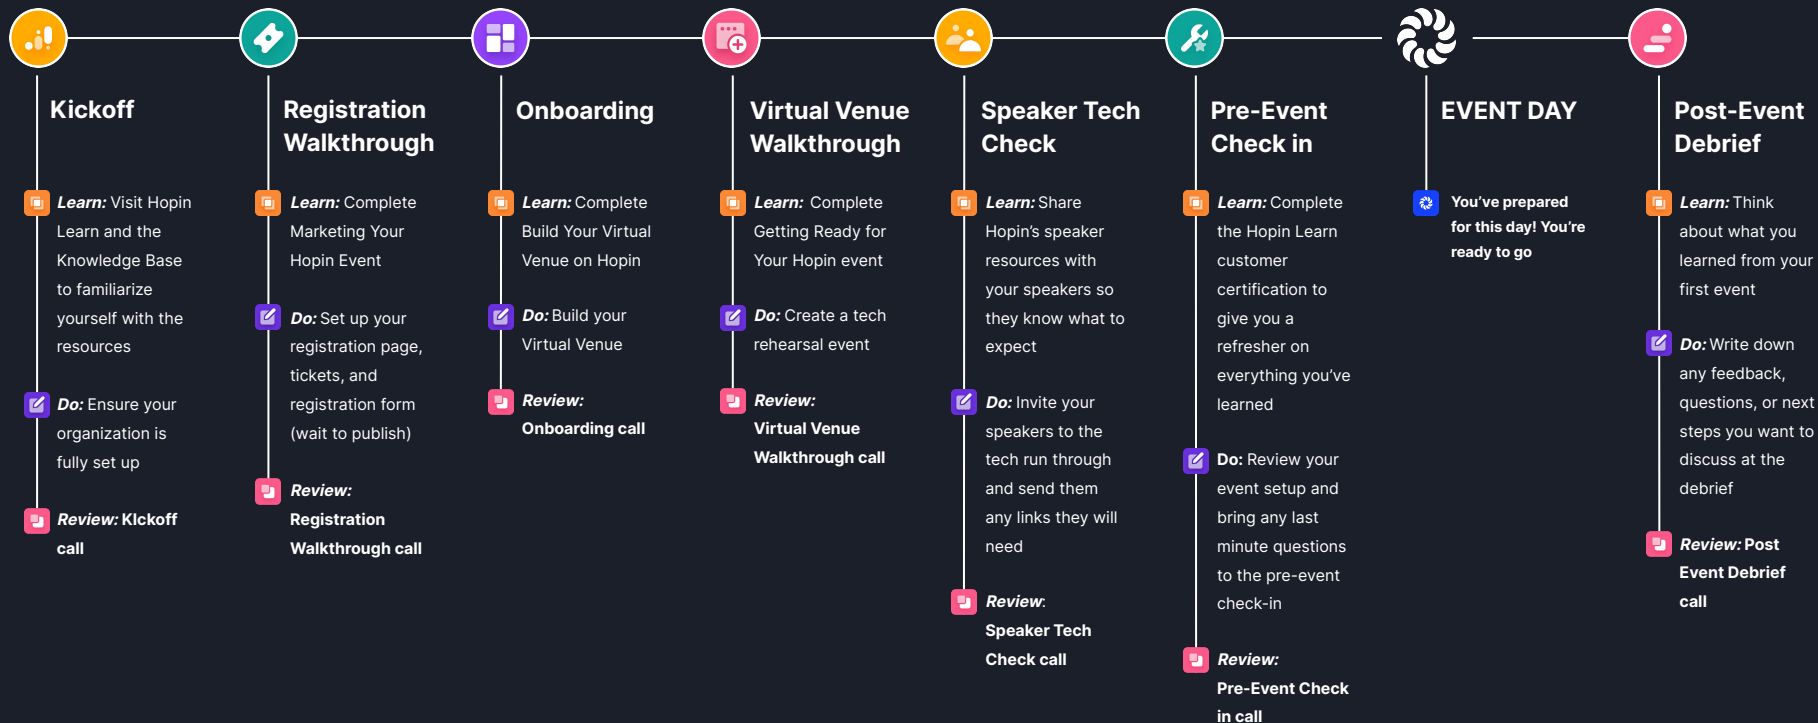 Kickoff
Learn: Visit Hopin
Learn and the
Knowledge Base
to familiarize
yourself with the
resources
Do: Ensure your
organization is
fully set up
Review: KIckoff
call
Registration
Walkthrough
Learn: Complete
Marketing Your
Hopin Event
Do: Set up your
registration page,
tickets, and
registration form
(wait to publish)
Review:
Registration
Walkthrough call
Onboarding
Learn: Complete
Build Your Virtual
Venue on Hopin
Do: Build your
Virtual Venue
Review:
Onboarding call
Virtual Venue
Walkthrough
Learn: Complete
Getting Ready for
Your Hopin event
Do: Create a tech
rehearsal event
Review:
Virtual Venue
Walkthrough call
Speaker Tech
Check
Learn: Share
Hopin’s speaker
resources with
your speakers so
they know what to
expect
Do: Invite your
speakers to the
tech run through
and send them
any links they will
need
Review:
Speaker Tech
Check call
Pre-Event
Check in
Learn: Complete
the Hopin Learn
customer
certification to
give you a
refresher on
everything you’ve
learned
Do: Review your
event setup and
bring any last
minute questions
to the pre-event
check-in
Review:
Pre-Event Check
in call
EVENT DAY
You’ve prepared
for this day! You’re
ready to go
Post-Event
Debrief
Learn: Think
about what you
learned from your
first event
Do: Write down
any feedback,
questions, or next
steps you want to
discuss at the
debrief
Review: Post
Event Debrief
call